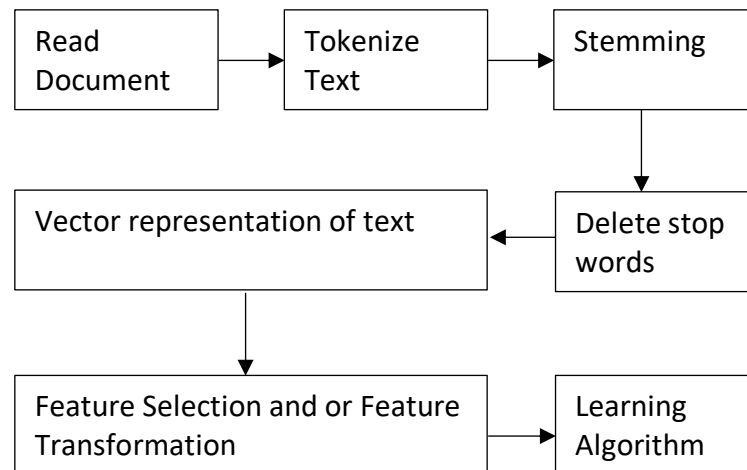 Read
Document
Tokenize
Text
Stemming
Delete stop
words
Vector representation of text
Feature Selection and or Feature
Transformation
Learning
Algorithm